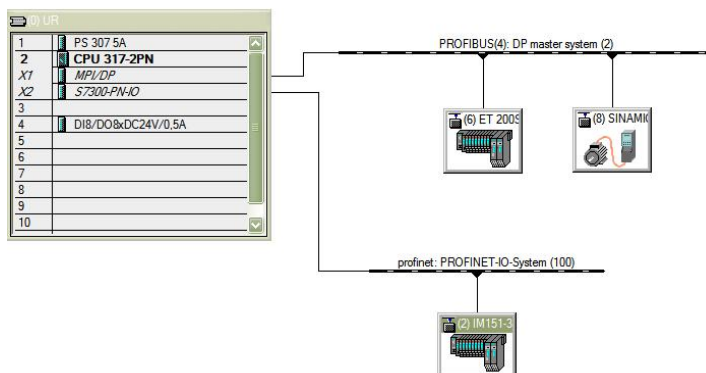 (0) UR
1 PS 307 5A
2 CPU 317-2PN
X1 MPI/DP
X2 S7300-PN-IO
3
4 DI8/DO8xDC24V/0,5A
5
6
7
8
9
10
PROFIBUS(4): DP master system (2)
(6) ET 200S
(8) SINAMI
profinet: PROFINET-IO-System (100)
(2) IM151-3